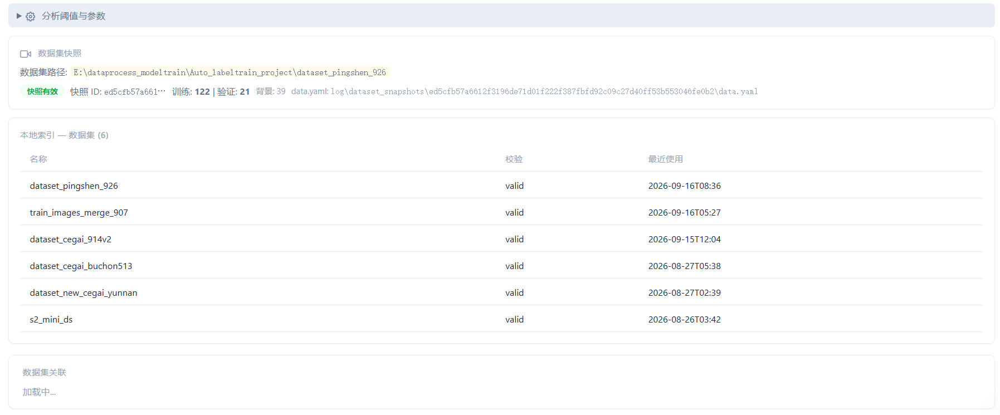 分析阈值与参数
数据集快照
数据集路径: E:\dataprocess_modeltrain\Auto_labeltrain_project\dataset_pingshen_926
快照有效 快照 ID: ed5cfb57a661… 训练: 122 | 验证: 21 背景: 39 data.yaml: log\dataset_snapshots\ed5cfb57a6612f3196de71d01f222f387fbfd92c09c27d40ff53b553046fe0b2\data.yaml
本地索引 — 数据集 (6)
名称 校验 最近使用
dataset_pingshen_926 valid 2026-09-16T08:36
train_images_merge_907 valid 2026-09-16T05:27
dataset_cegai_914v2 valid 2026-09-15T12:04
dataset_cegai_buchon513 valid 2026-08-27T05:38
dataset_new_cegai_yunnan valid 2026-08-27T02:39
s2_mini_ds valid 2026-08-26T03:42
数据集关联
加载中...